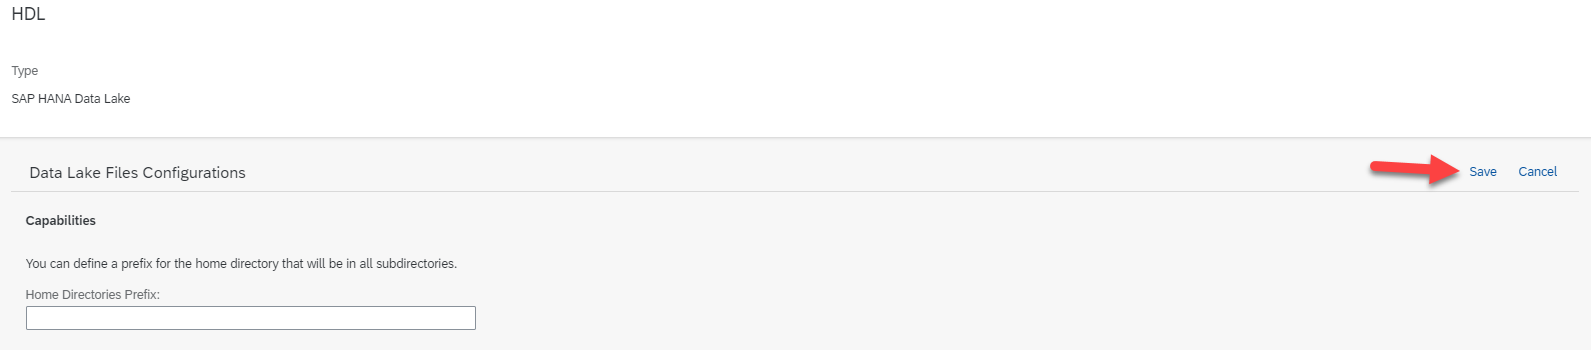 HDL
Type
SAP HANA Data Lake
Data Lake Files Configurations
Save
Cancel
Capabilities
You can define a prefix for the home directory that will be in all subdirectories.
Home Directories Prefix: